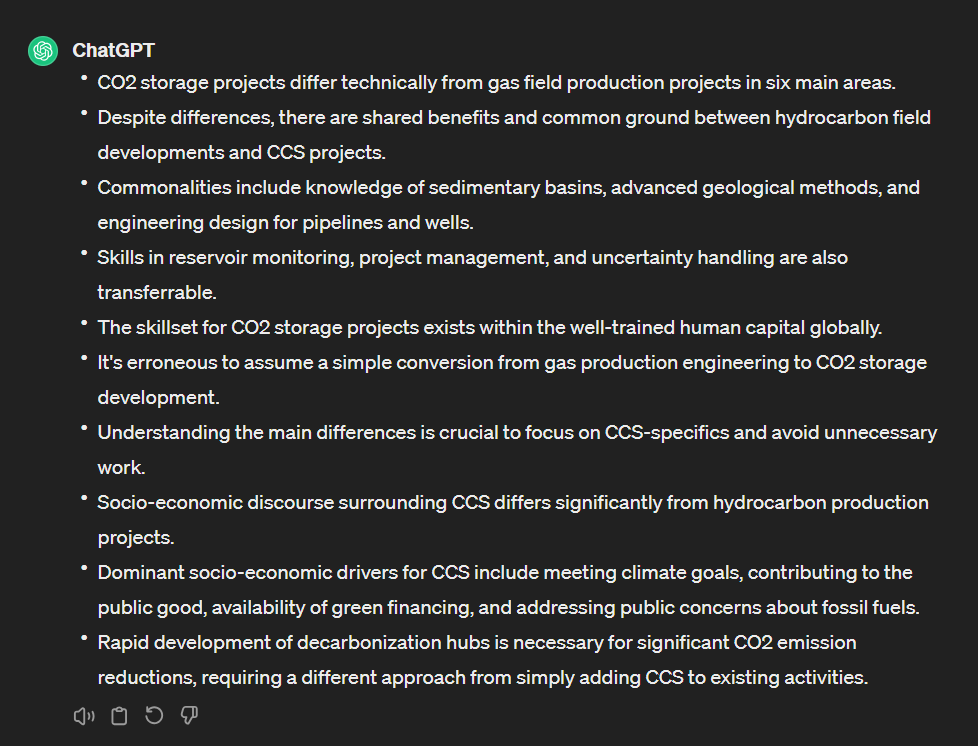 ChatGPT
• CO2 storage projects differ technically from gas field production projects in six main areas.
• Despite differences, there are shared benefits and common ground between hydrocarbon field
developments and CCS projects.
• Commonalities include knowledge of sedimentary basins, advanced geological methods, and
engineering design for pipelines and wells.
• Skills in reservoir monitoring, project management, and uncertainty handling are also
transferrable.
• The skillset for CO2 storage projects exists within the well-trained human capital globally.
• It's erroneous to assume a simple conversion from gas production engineering to CO2 storage
development.
• Understanding the main differences is crucial to focus on CCS-specifics and avoid unnecessary
work.
• Socio-economic discourse surrounding CCS differs significantly from hydrocarbon production
projects.
• Dominant socio-economic drivers for CCS include meeting climate goals, contributing to the
public good, availability of green financing, and addressing public concerns about fossil fuels.
• Rapid development of decarbonization hubs is necessary for significant CO2 emission
reductions, requiring a different approach from simply adding CCS to existing activities.